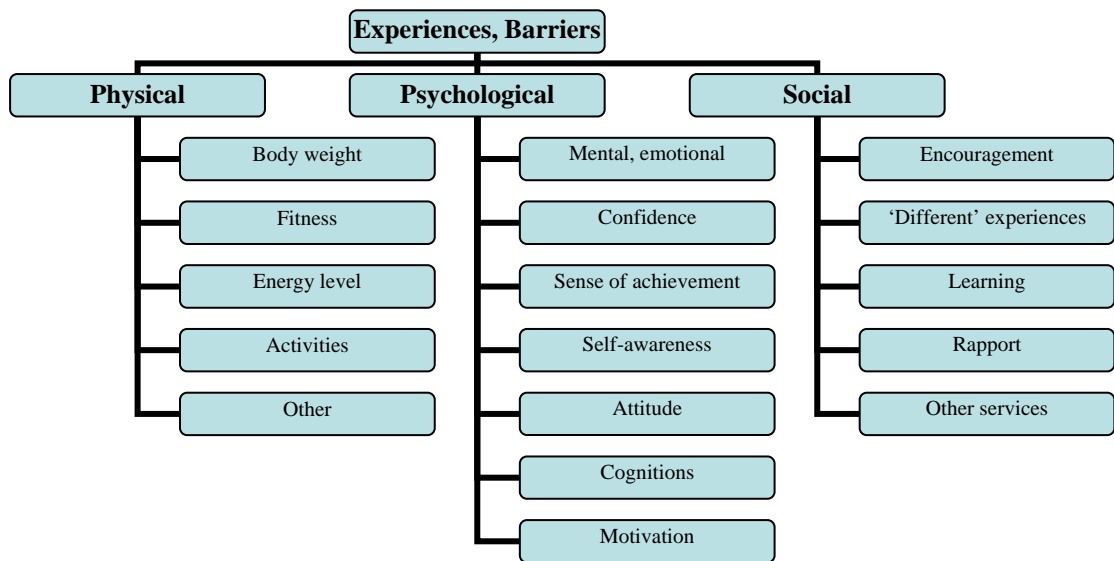 Experiences, Barriers
Physical
Psychological
Social
Body weight
Fitness
Energy level
Activities
Other
Mental, emotional
Confidence
Sense of achievement
Self-awareness
Attitude
Cognitions
Motivation
Encouragement
‘Different’ experiences
Learning
Rapport
Other services